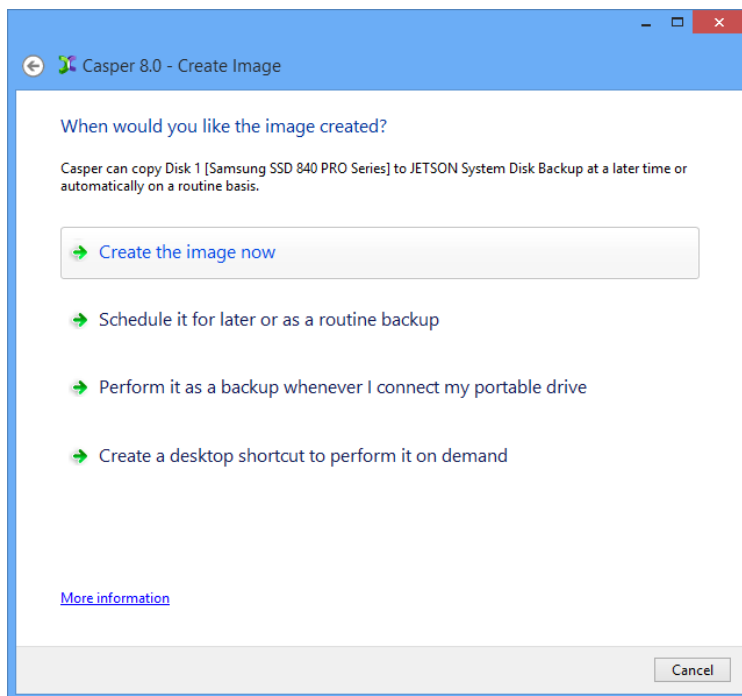 Casper 8.0 - Create Image
When would you like the image created?
Casper can copy Disk 1 [Samsung SSD 840 PRO Series] to JETSON System Disk Backup at a later time or
automatically on a routine basis.
Create the image now
Schedule it for later or as a routine backup
Perform it as a backup whenever I connect my portable drive
Create a desktop shortcut to perform it on demand
More information
Cancel